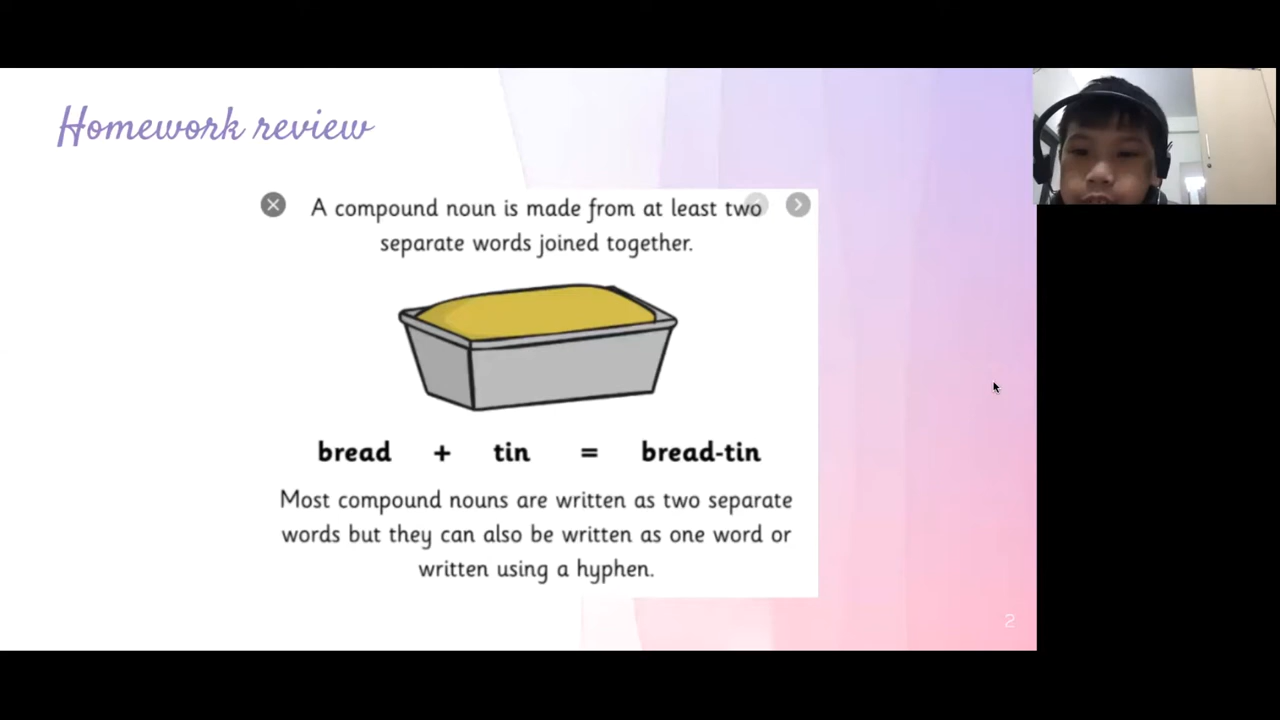 Homework review
A compound noun is made from at least two
separate words joined together.
bread + tin = bread-tin
Most compound nouns are written as two separate
words but they can also be written as one word or
written using a hyphen.
2